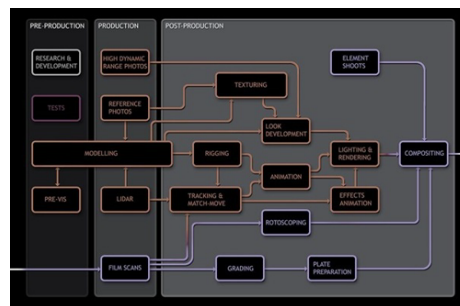 PRE-PRODUCTION
PRODUCTION
POST-PRODUCTION
RESEARCH &
DEVELOPMENT
HIGH DYNAMIC
RANGE PHOTOS
ELEMENT
SHOOTS
TEXTURING
TESTS
REFERENCE
PHOTOS
LOOK
DEVELOPMENT
MODELLING
RIGGING
LIGHTING &
RENDERING
COMPOSITING
ANIMATION
PRE-VIS
LIDAR
TRACKING &
MATCH-MOVE
EFFECTS
ANIMATION
ROTOSCOPING
FILM SCANS
GRADING
PLATE
PREPARATION